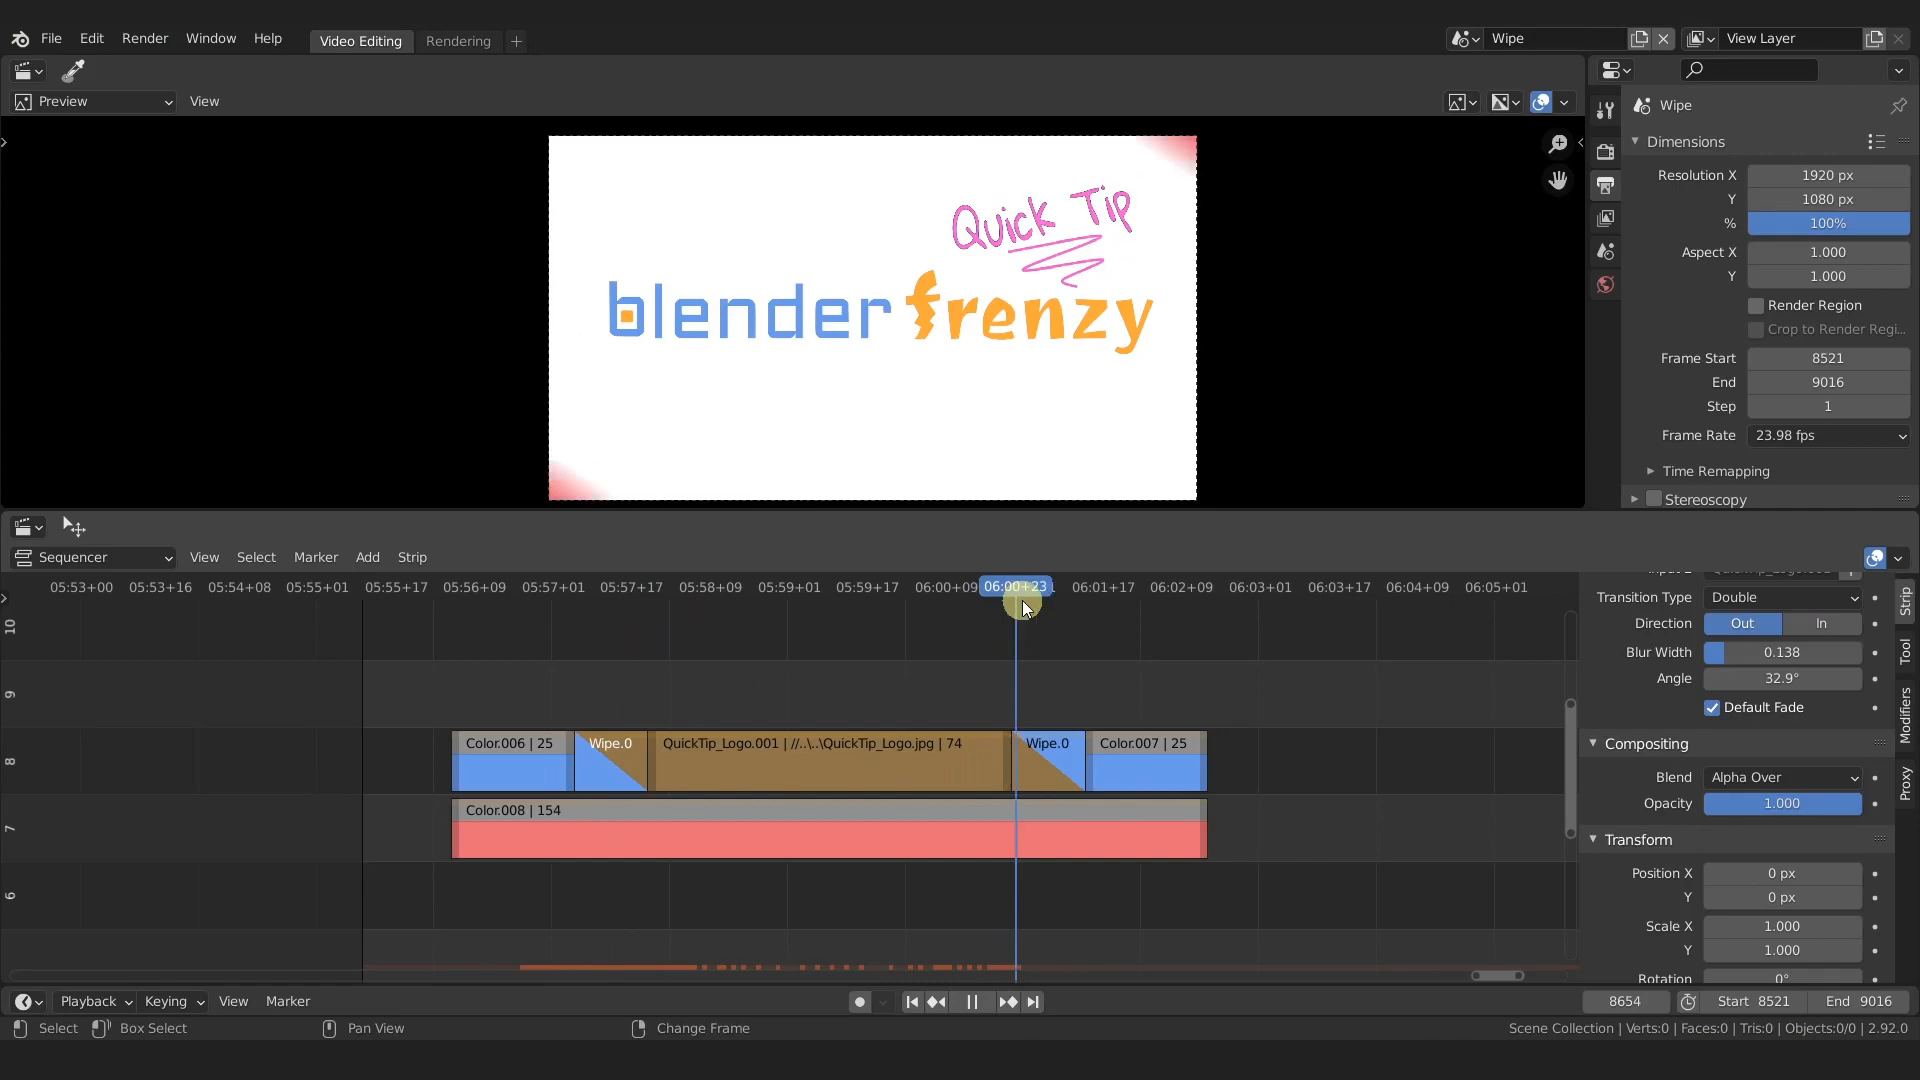 File Edit Render Window Help Video Editing Rendering + Wipe View Layer
Preview View
Wipe
Dimensions
Resolution X 1920 px
Y 1080 px
% 100%
Aspect X 1.000
Y 1.000
Render Region
Crop to Render Regi...
Frame Start 8521
End 9016
Step 1
Frame Rate 23.98 fps
Time Remapping
Stereoscopy
Quick Tip
blender frenzy
Sequencer View Select Marker Add Strip
05:53+00 05:53+16 05:54+08 05:55+01 05:55+17 05:56+09 05:57+01 05:57+17 05:58+09 05:59+01 05:59+17 06:00+09 06:00+23 06:01+17 06:02+09 06:03+01 06:03+17 06:04+09 06:05+01
10
9
8
7
6
Color.006 | 25 Wipe.0 QuickTip_Logo.001 | //..\..\QuickTip_Logo.jpg | 74 Wipe.0 Color.007 | 25
Color.008 | 154
Transition Type Double
Direction Out In
Blur Width 0.138
Angle 32.9°
Default Fade
Compositing
Blend Alpha Over
Opacity 1.000
Transform
Position X 0 px
Y 0 px
Scale X 1.000
Y 1.000
Rotation 0°
Strip
Tool
Modifiers
Proxy
Playback Keying View Marker 8654 Start 8521 End 9016
Select Box Select Pan View Change Frame Scene Collection | Verts:0 | Faces:0 | Tris:0 | Objects:0/0 | 2.92.0